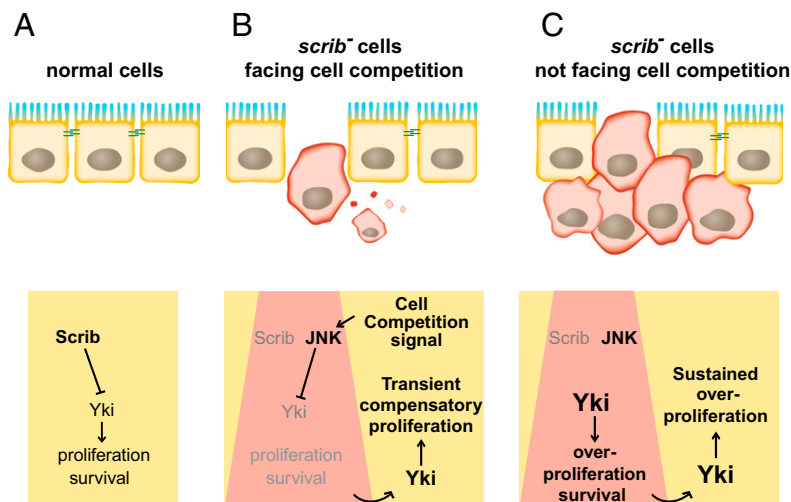 A
normal cells
B
scrib- cells
facing cell competition
C
scrib- cells
not facing cell competition
Scrib
Yki
proliferation
survival
Scrib JNK
Cell
Competition
signal
Yki
Transient
compensatory
proliferation
proliferation
survival
Yki
Scrib JNK
Yki
over-
proliferation
survival
Sustained
over-
proliferation
Yki